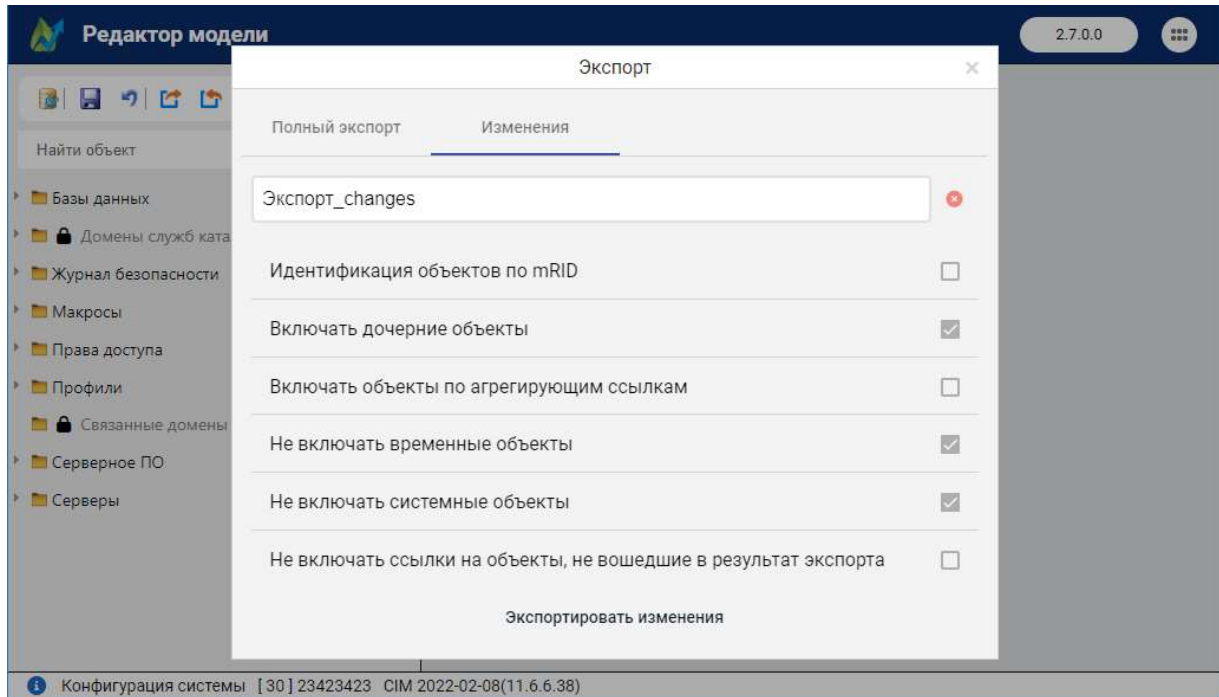 Редактор модели
2.7.0.0
Экспорт
Полный экспорт
Изменения
Найти объект
Экспорт_changes
Базы данных
Домены служб ката
Журнал безопасности
Макросы
Права доступа
Профили
Связанные домены
Серверное ПО
Серверы
Идентификация объектов по mRID
Включать дочерние объекты
Включать объекты по агрегирующим ссылкам
Не включать временные объекты
Не включать системные объекты
Не включать ссылки на объекты, не вошедшие в результат экспорта
Экспортировать изменения
Конфигурация системы [ 30 ] 23423423 CIM 2022-02-08(11.6.6.38)